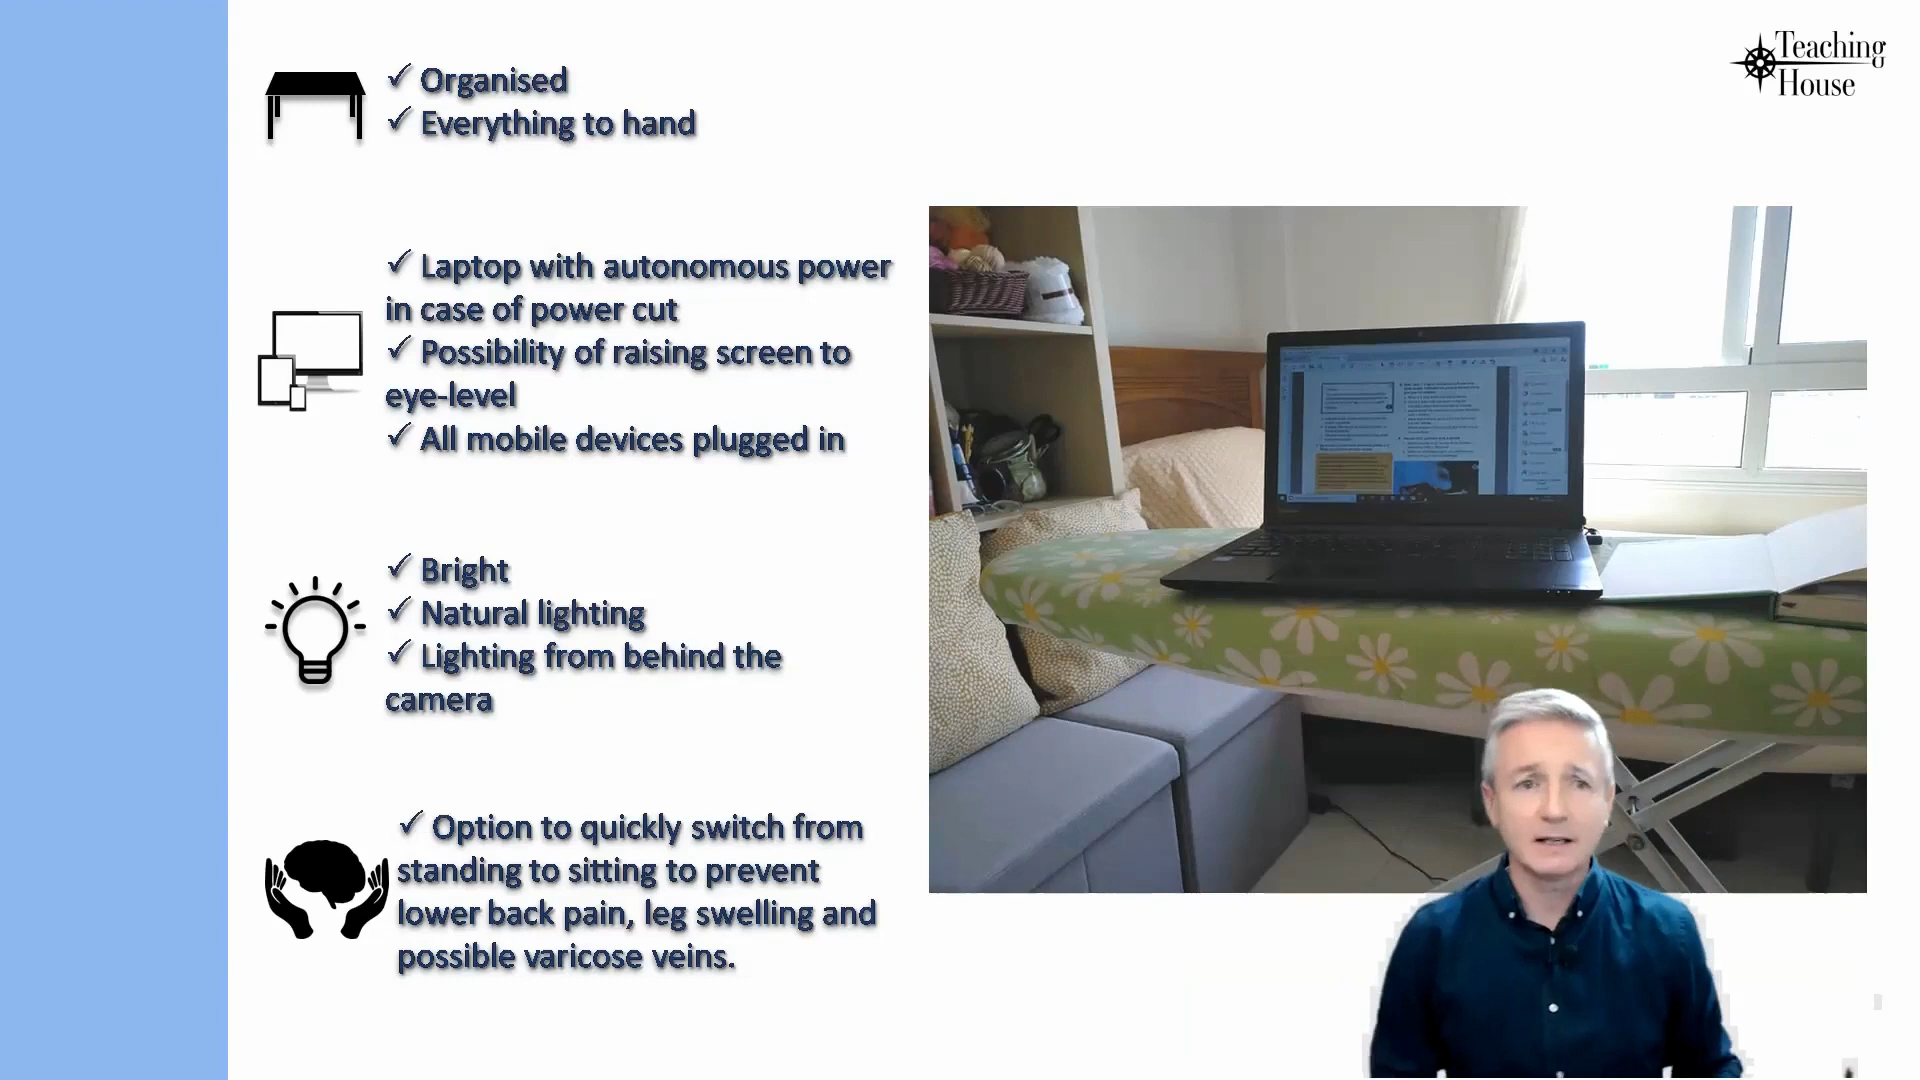 Teaching
House
✓ Organised
✓ Everything to hand
✓ Laptop with autonomous power
in case of power cut
✓ Possibility of raising screen to
eye-level
✓ All mobile devices plugged in
✓ Bright
✓ Natural lighting
✓ Lighting from behind the
camera
✓ Option to quickly switch from
standing to sitting to prevent
lower back pain, leg swelling and
possible varicose veins.